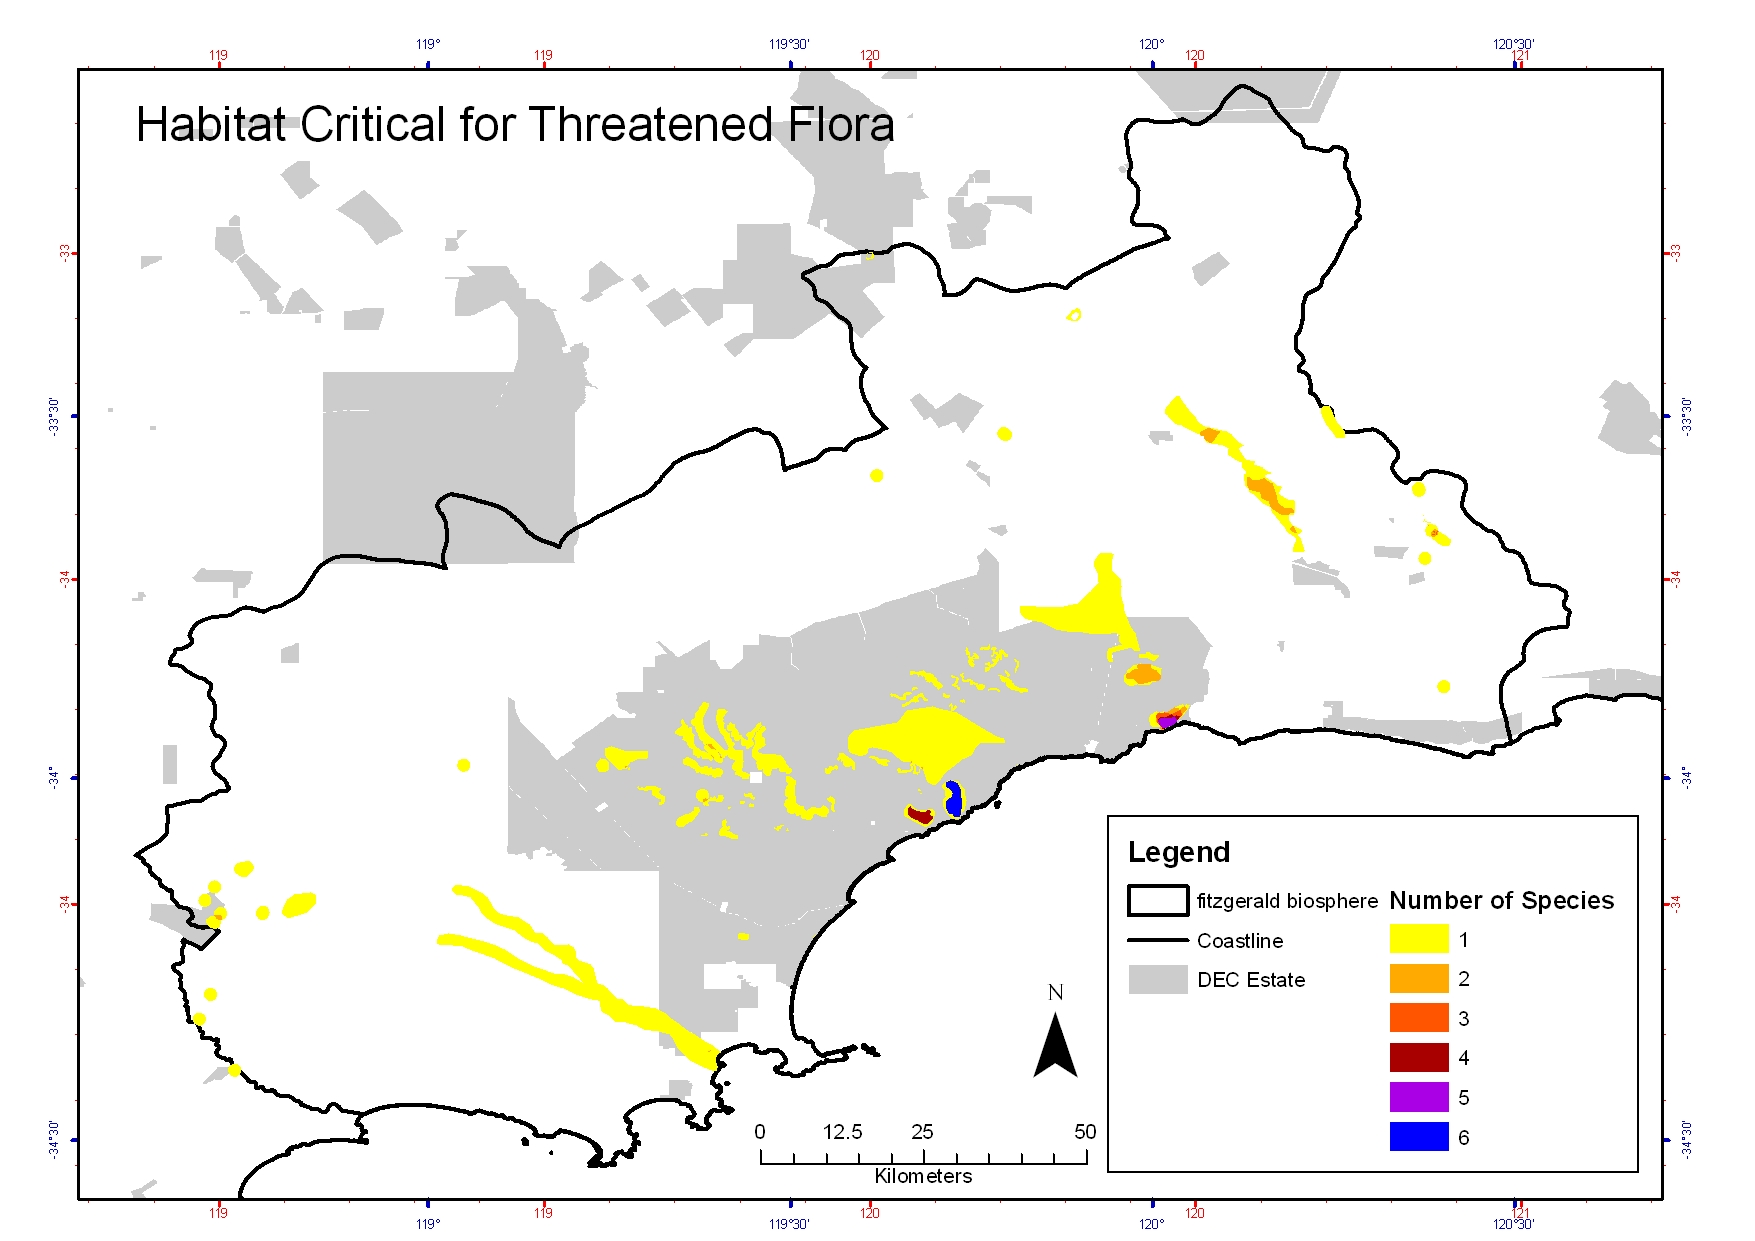 119° 119°30' 120° 120°30'
119 119 120 120 121
Habitat Critical for Threatened Flora
-33 -33
-33°30' -33°30'
-34 -34
-34° -34°
-34 -34
-34°30' -34°30'
Legend
fitzgerald biosphere
Coastline
DEC Estate
Number of Species
1
2
3
4
5
6
N
0 12.5 25 50
Kilometers
119 119 120 120 121
119° 119°30' 120° 120°30'